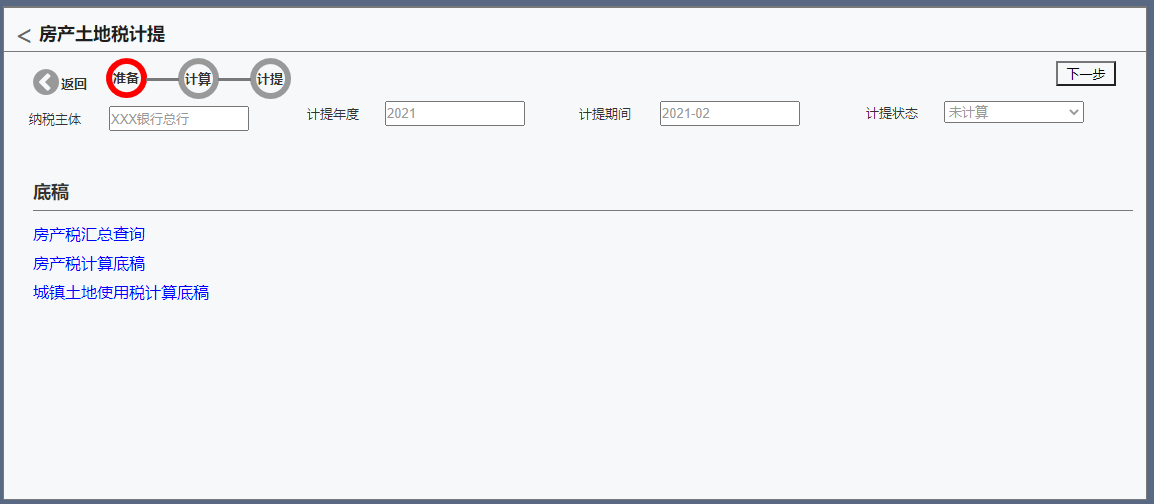 < 房产土地税计提
返回 准备 计算 计提 下一步
纳税主体 XXX银行总行 计提年度 2021 计提期间 2021-02 计提状态 未计算
底稿
房产税汇总查询
房产税计算底稿
城镇土地使用税计算底稿